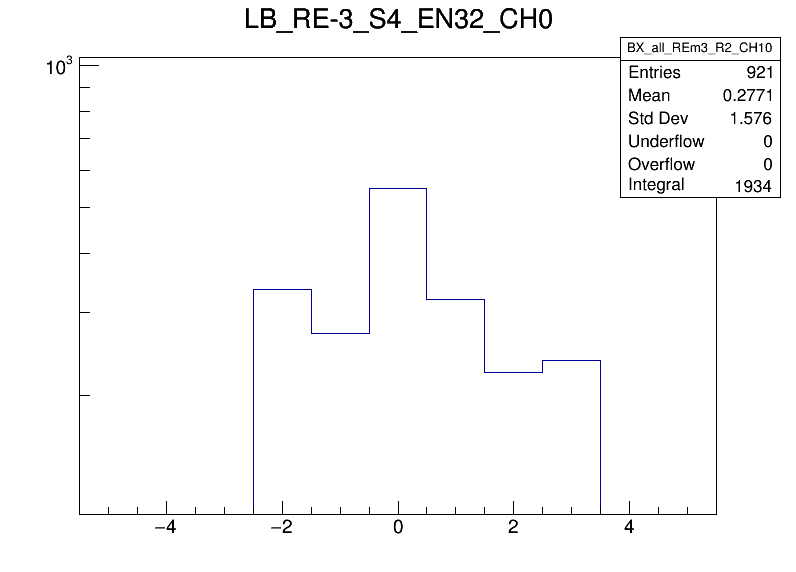 LB_RE-3_S4_EN32_CH0
BX_all_REm3_R2_CH10
Entries 921
Mean 0.2771
Std Dev 1.576
Underflow 0
Overflow 0
Integral 1934
10³
−4 −2 0 2 4